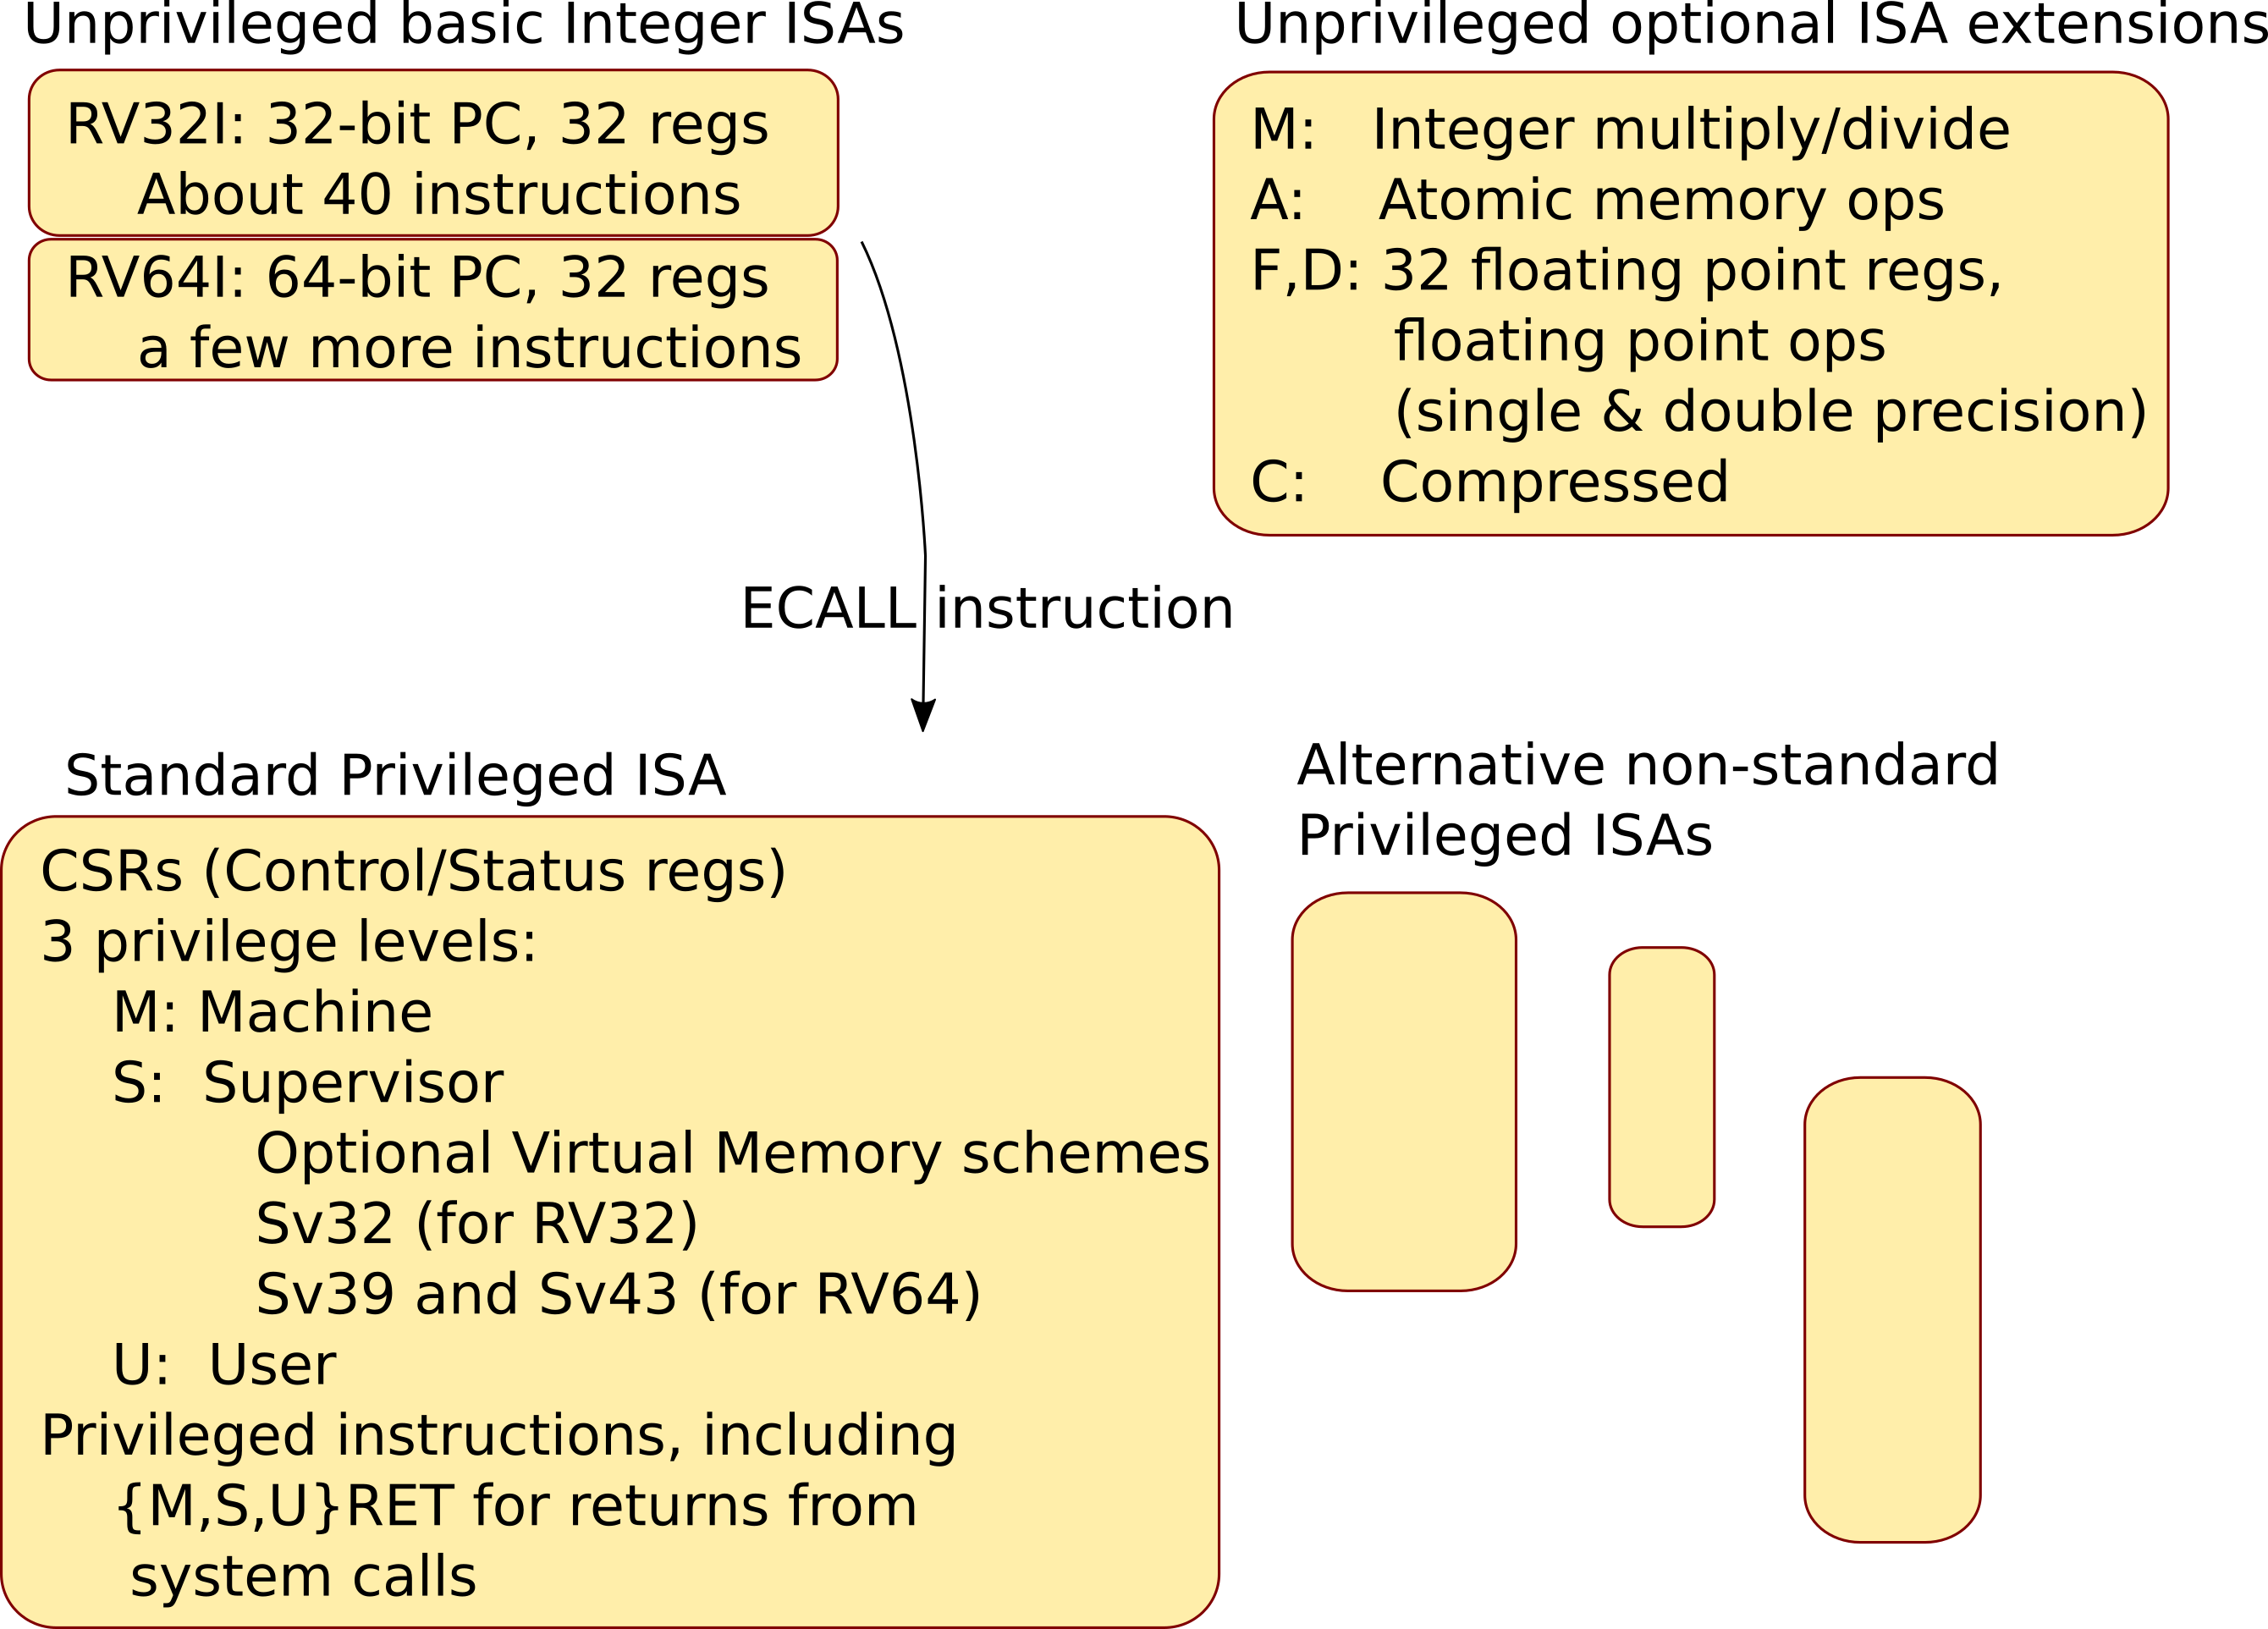 Unprivileged basic Integer ISAs
RV32I: 32-bit PC, 32 regs
About 40 instructions
RV64I: 64-bit PC, 32 regs
a few more instructions
Unprivileged optional ISA extensions
M: Integer multiply/divide
A: Atomic memory ops
F,D: 32 floating point regs,
floating point ops
(single & double precision)
C: Compressed
ECALL instruction
Standard Privileged ISA
CSRs (Control/Status regs)
3 privilege levels:
M: Machine
S: Supervisor
Optional Virtual Memory schemes
Sv32 (for RV32)
Sv39 and Sv43 (for RV64)
U: User
Privileged instructions, including
{M,S,U}RET for returns from
system calls
Alternative non-standard
Privileged ISAs